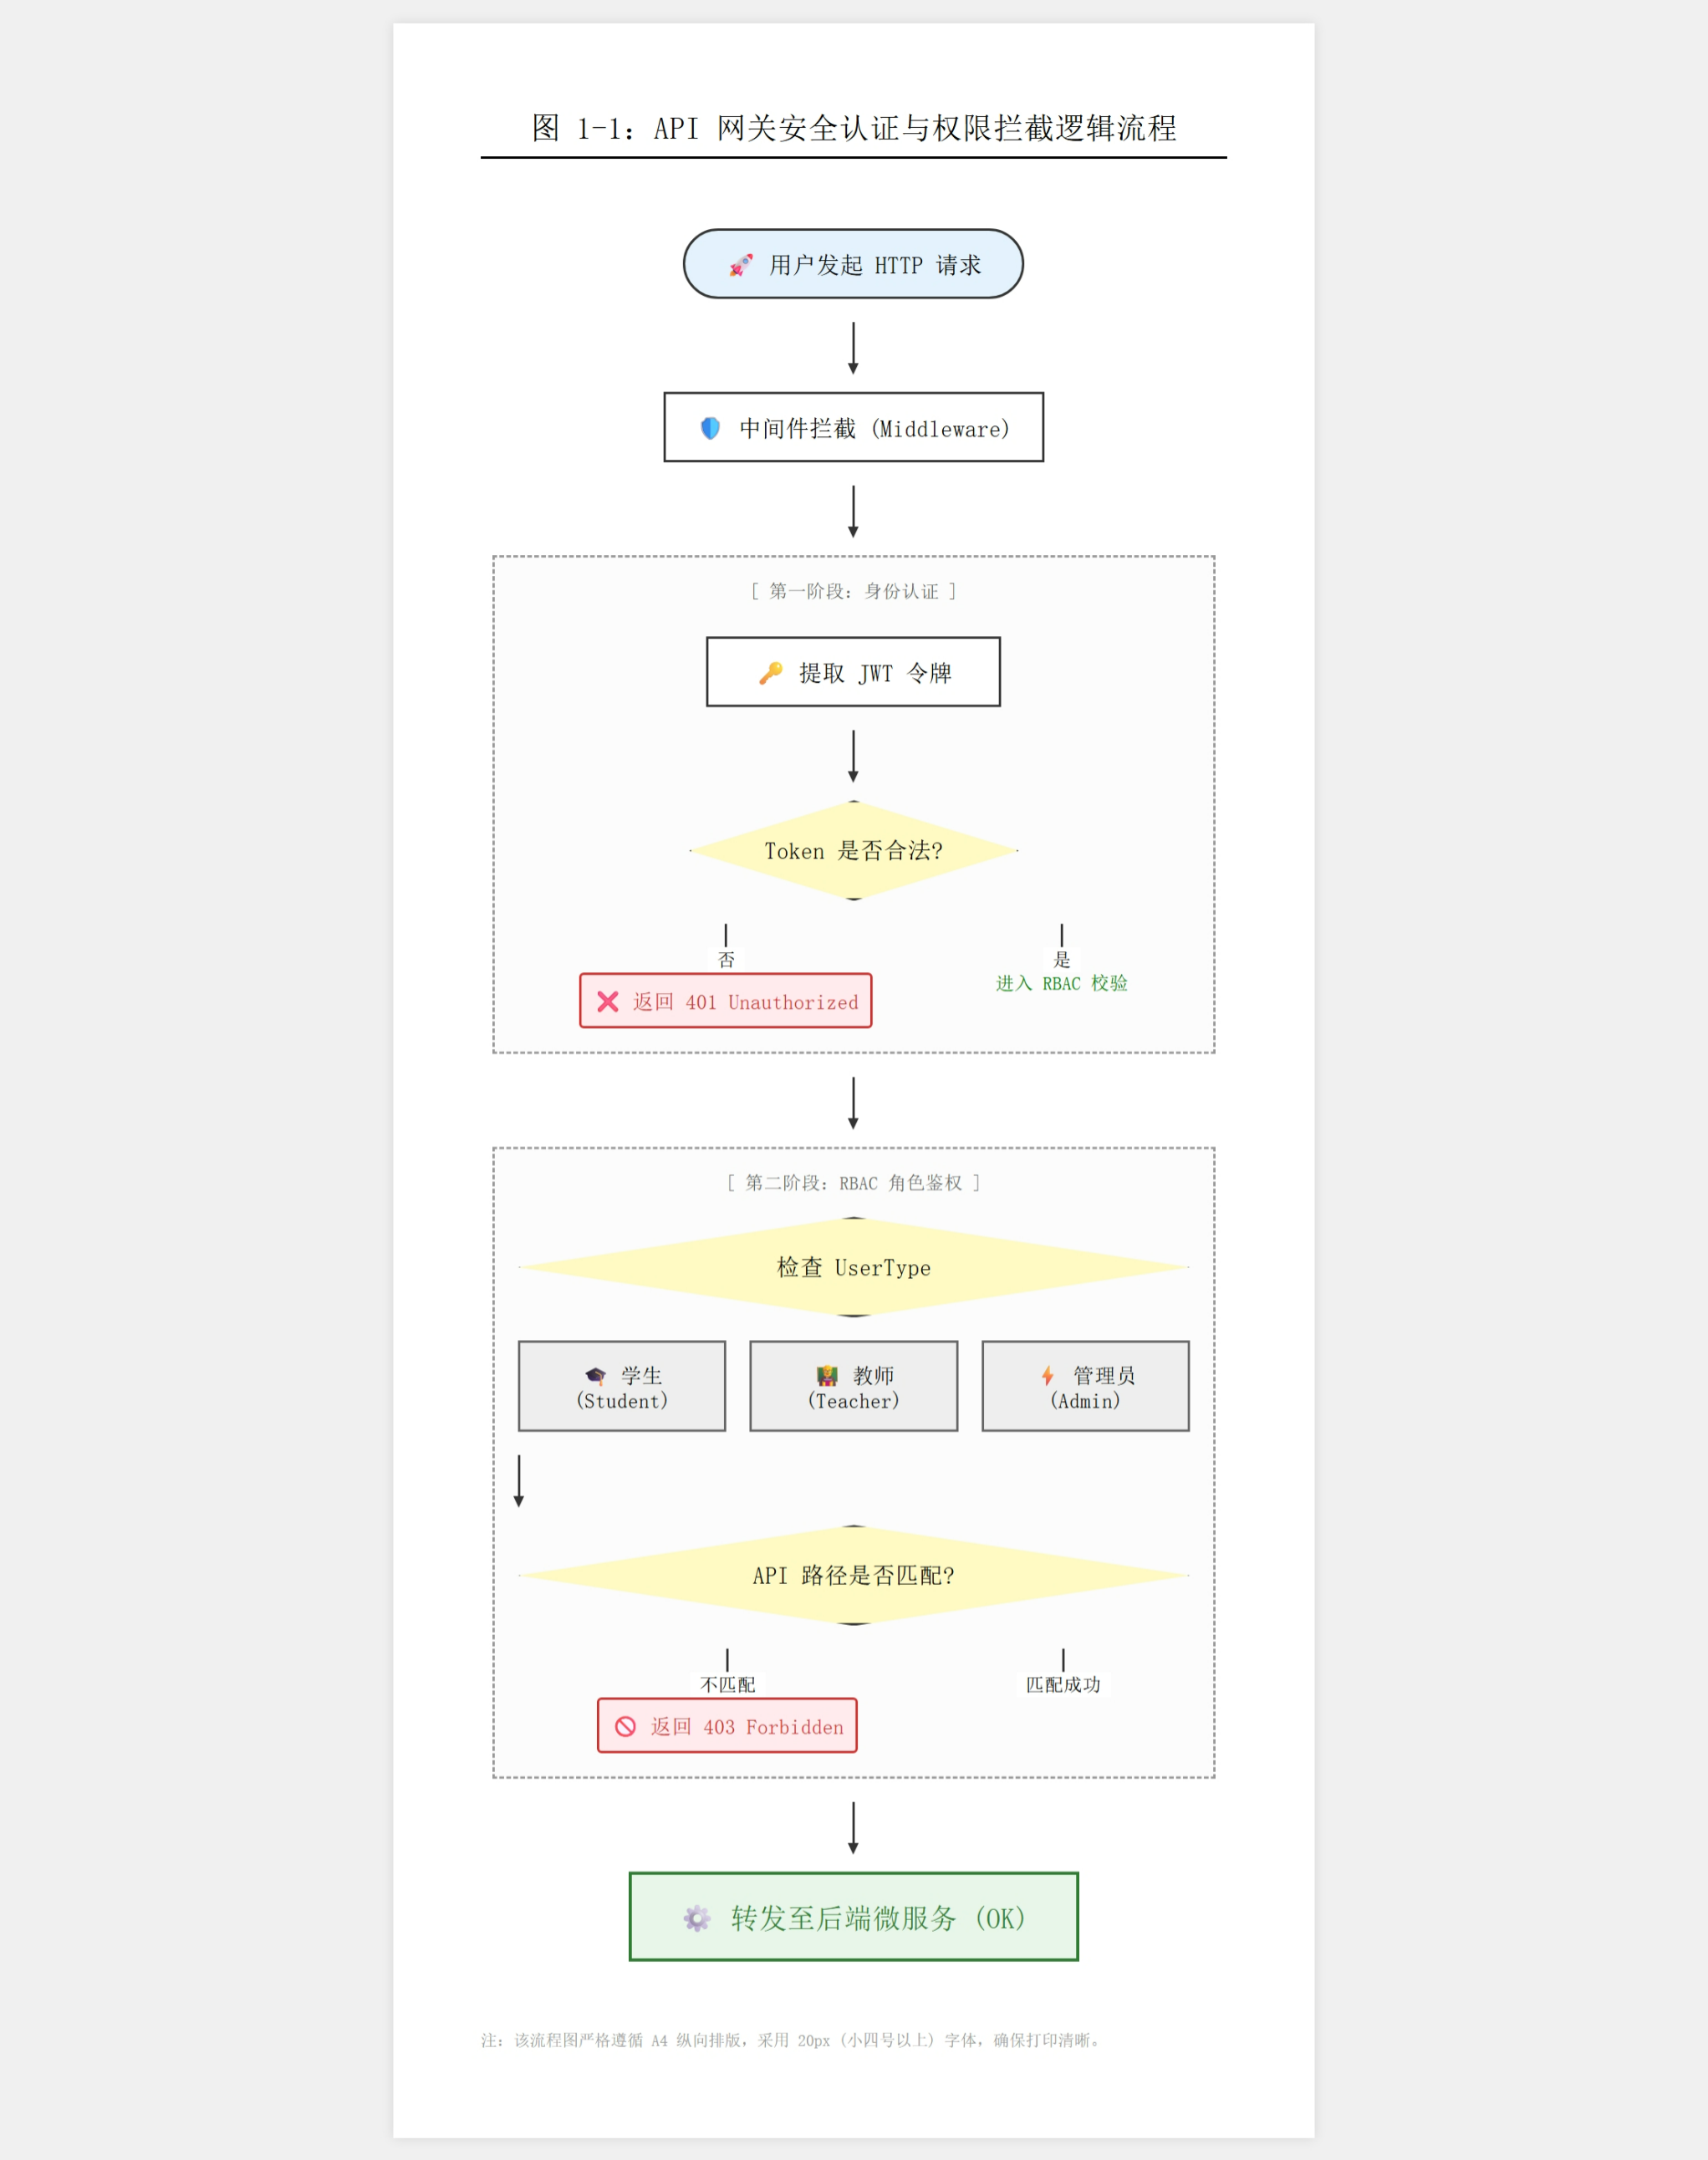 图 1-1：API 网关安全认证与权限拦截逻辑流程
🚀 用户发起 HTTP 请求
🛡️ 中间件拦截 (Middleware)
[ 第一阶段：身份认证 ]
🔑 提取 JWT 令牌
Token 是否合法?
否
是
进入 RBAC 校验
❌ 返回 401 Unauthorized
[ 第二阶段：RBAC 角色鉴权 ]
检查 UserType
🎓 学生
(Student)
👩‍🏫 教师
(Teacher)
⚡ 管理员
(Admin)
API 路径是否匹配?
不匹配
匹配成功
🚫 返回 403 Forbidden
⚙️ 转发至后端微服务 (OK)
注：该流程图严格遵循 A4 纵向排版，采用 20px (小四号以上) 字体，确保打印清晰。